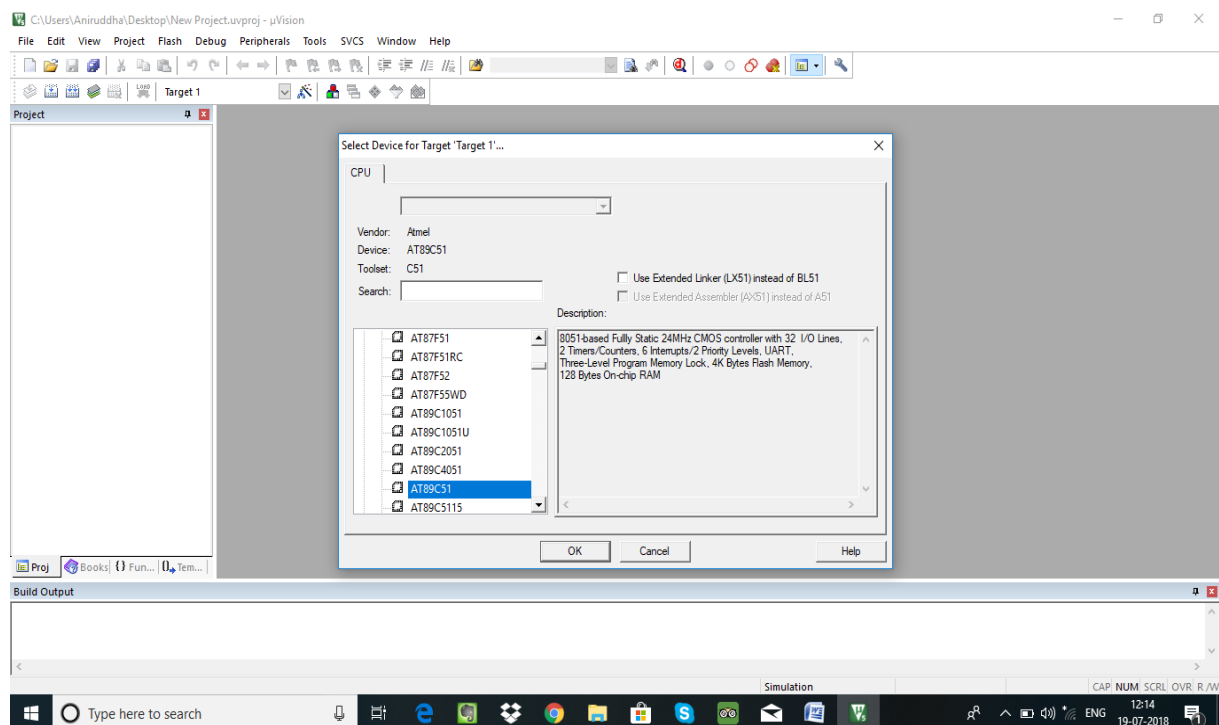 C:\Users\Aniruddha\Desktop\New Project.uvproj - µVision
File Edit View Project Flash Debug Peripherals Tools SVCS Window Help
LOAD Target 1
Project
Select Device for Target 'Target 1'...
CPU
Vendor: Atmel
Device: AT89C51
Toolset: C51
Search:
Use Extended Linker (LX51) instead of BL51
Use Extended Assembler (AX51) instead of A51
Description:
AT87F51
AT87F51RC
AT87F52
AT87F55WD
AT89C1051
AT89C1051U
AT89C2051
AT89C4051
AT89C51
AT89C5115
8051-based Fullly Static 24MHz CMOS controller with 32 I/O Lines,
2 Timers/Counters, 6 Interrupts/2 Priority Levels, UART,
Three-Level Program Memory Lock, 4K Bytes Flash Memory,
128 Bytes On-chip RAM
OK Cancel Help
Proj Books {} Fun... 0 Tem...
Build Output
Simulation CAP NUM SCRL OVR R/W
Type here to search
ENG
12:14
19-07-2018